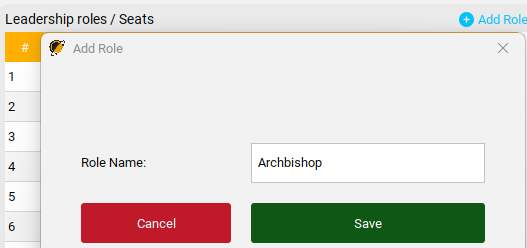 Leadership roles / Seats
Add Role
#
Add Role
1
2
3
Role Name:
Archbishop
4
5
Cancel
Save
6